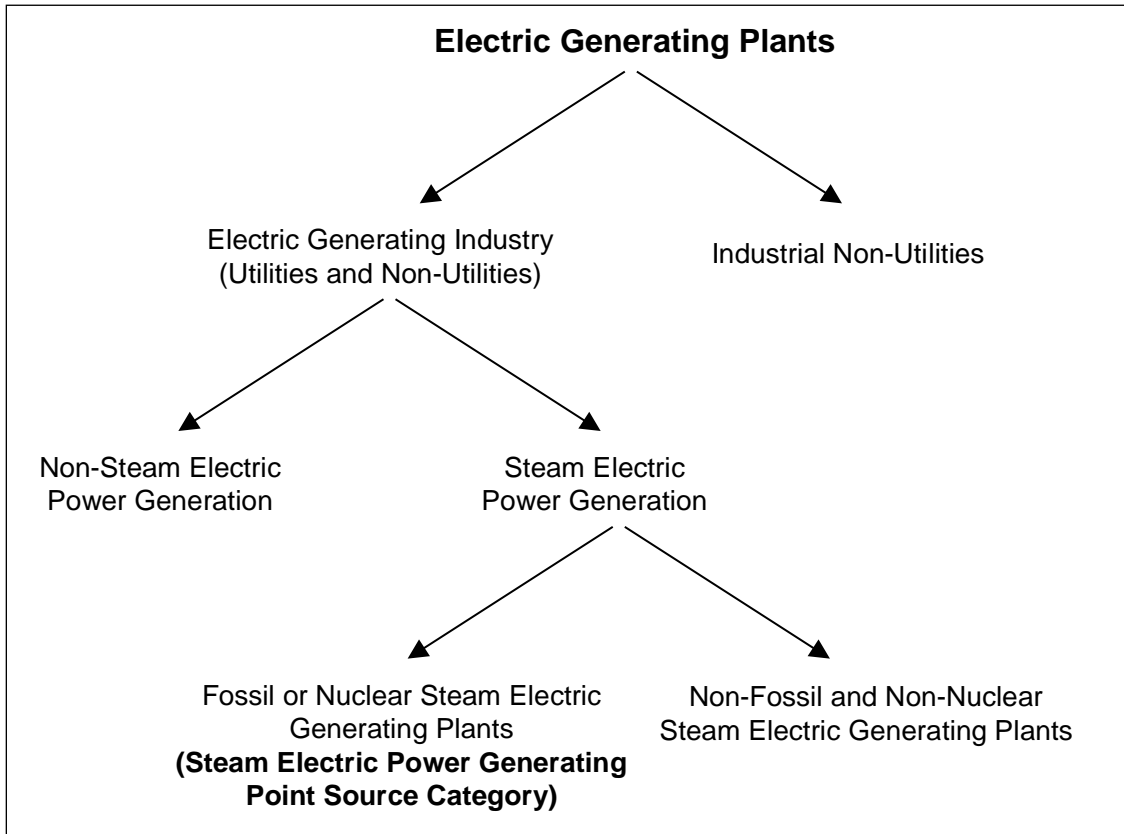 Electric Generating Plants
Electric Generating Industry
(Utilities and Non-Utilities)
Industrial Non-Utilities
Non-Steam Electric
Power Generation
Steam Electric
Power Generation
Fossil or Nuclear Steam Electric
Generating Plants
(Steam Electric Power Generating
Point Source Category)
Non-Fossil and Non-Nuclear
Steam Electric Generating Plants